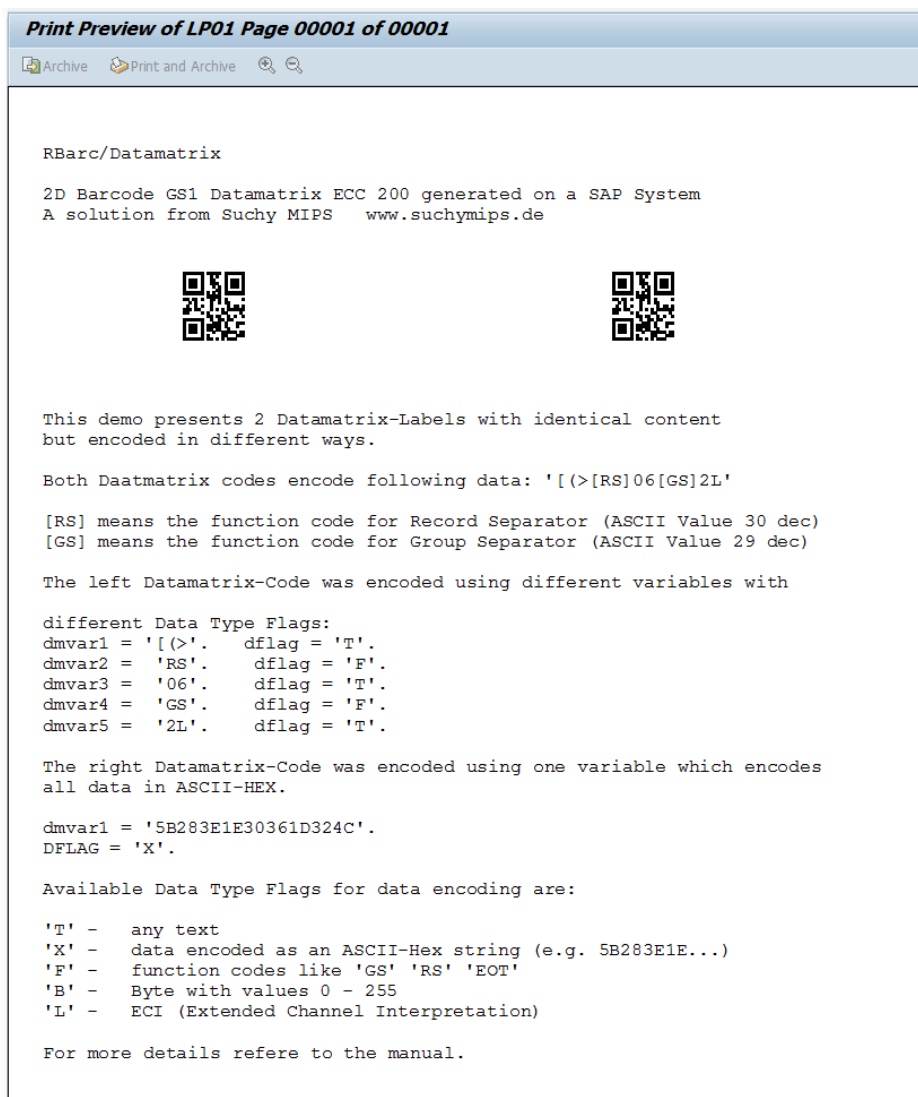 Print Preview of LP01 Page 00001 of 00001
Archive Print and Archive
RBarc/Datamatrix
2D Barcode GS1 Datamatrix ECC 200 generated on a SAP System
A solution from Suchy MIPS www.suchymips.de
This demo presents 2 Datamatrix-Labels with identical content
but encoded in different ways.
Both Daatmatrix codes encode following data: '[(>[RS]06[GS]2L'
[RS] means the function code for Record Separator (ASCII Value 30 dec)
[GS] means the function code for Group Separator (ASCII Value 29 dec)
The left Datamatrix-Code was encoded using different variables with
different Data Type Flags:
dmvar1 = '[(>'. dflag = 'T'.
dmvar2 = 'RS'. dflag = 'F'.
dmvar3 = '06'. dflag = 'T'.
dmvar4 = 'GS'. dflag = 'F'.
dmvar5 = '2L'. dflag = 'T'.
The right Datamatrix-Code was encoded using one variable which encodes
all data in ASCII-HEX.
dmvar1 = '5B283E1E30361D324C'.
DFLAG = 'X'.
Available Data Type Flags for data encoding are:
'T' - any text
'X' - data encoded as an ASCII-Hex string (e.g. 5B283E1E...)
'F' - function codes like 'GS' 'RS' 'EOT'
'B' - Byte with values 0 - 255
'L' - ECI (Extended Channel Interpretation)
For more details refere to the manual.